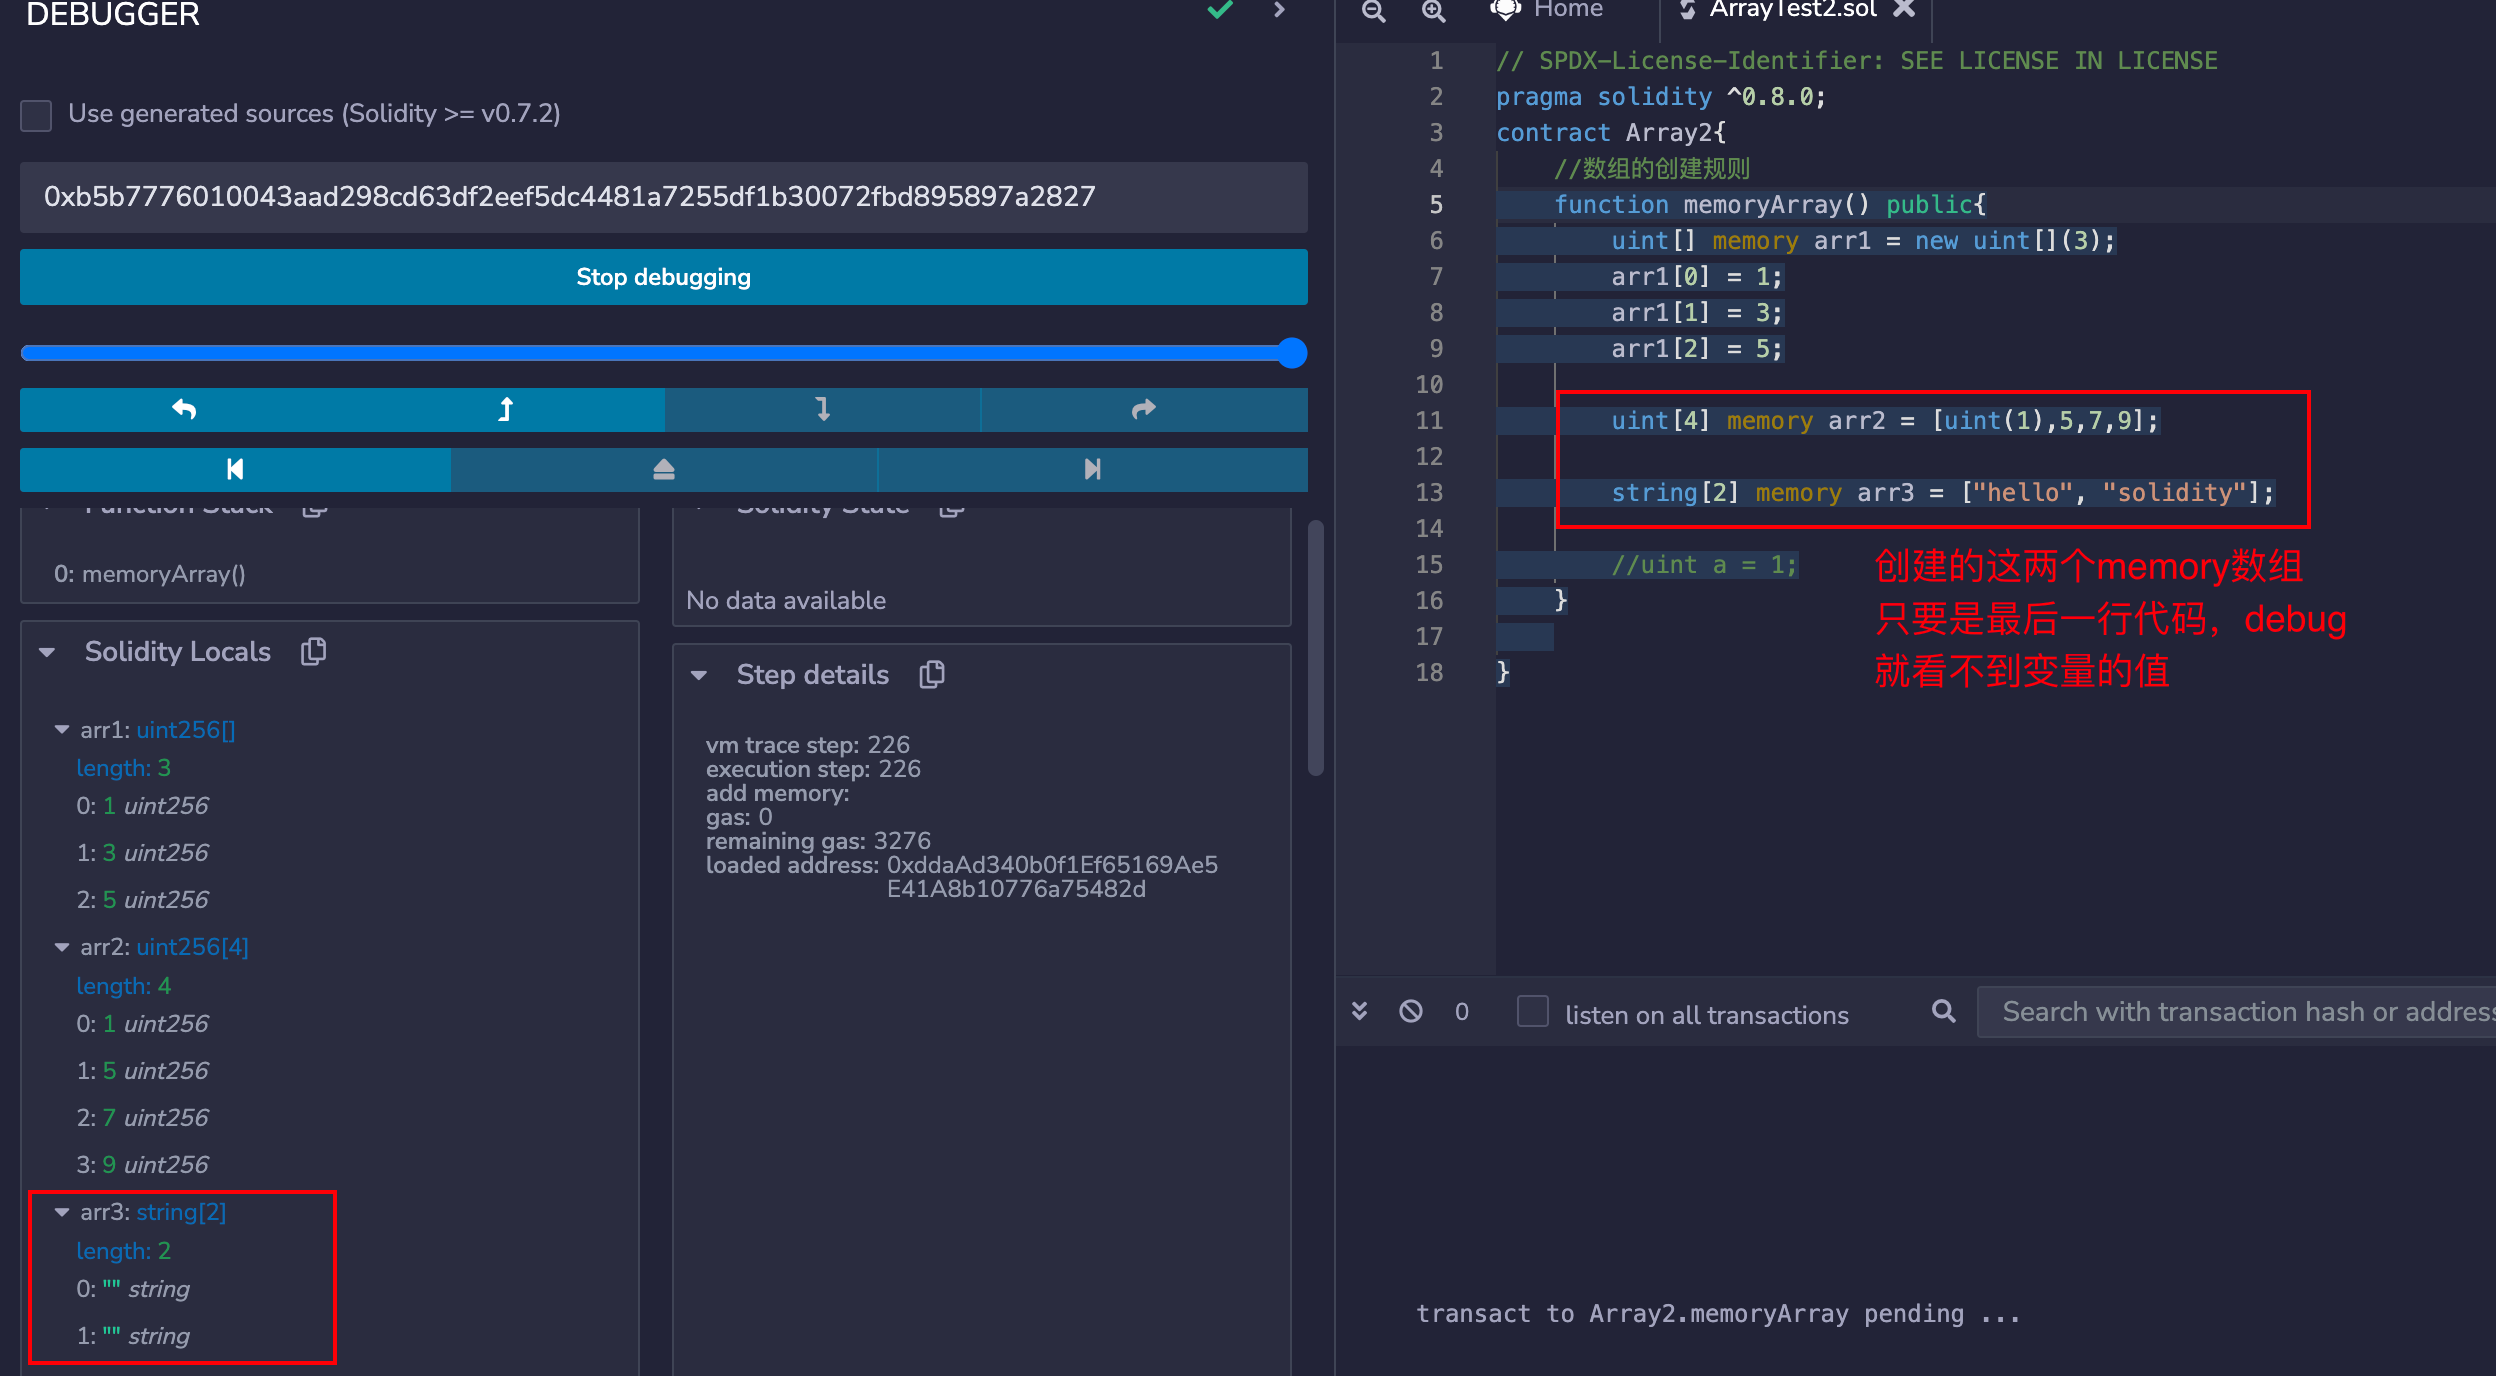 DEBUGGER
Use generated sources (Solidity >= v0.7.2)
0xb5b7776010043aad298cd63df2eef5dc4481a7255df1b30072fbd895897a2827
Stop debugging
Function Stack
0: memoryArray()
Solidity Locals
arr1: uint256[]
length: 3
0: 1 uint256
1: 3 uint256
2: 5 uint256
arr2: uint256[4]
length: 4
0: 1 uint256
1: 5 uint256
2: 7 uint256
3: 9 uint256
arr3: string[2]
length: 2
0: "" string
1: "" string
Solidity State
No data available
Step details
vm trace step: 226
execution step: 226
add memory:
gas: 0
remaining gas: 3276
loaded address: 0xddaAd340b0f1Ef65169Ae5
E41A8b10776a75482d
Home
ArrayTest2.sol
1 // SPDX-License-Identifier: SEE LICENSE IN LICENSE
2 pragma solidity ^0.8.0;
3 contract Array2{
4 //数组的创建规则
5 function memoryArray() public{
6 uint[] memory arr1 = new uint[](3);
7 arr1[0] = 1;
8 arr1[1] = 3;
9 arr1[2] = 5;
10
11 uint[4] memory arr2 = [uint(1),5,7,9];
12
13 string[2] memory arr3 = ["hello", "solidity"];
14
15 //uint a = 1;
16 }
17
18 }
创建的这两个memory数组
只要是最后一行代码，debug
就看不到变量的值
0
listen on all transactions
Search with transaction hash or address
transact to Array2.memoryArray pending ...